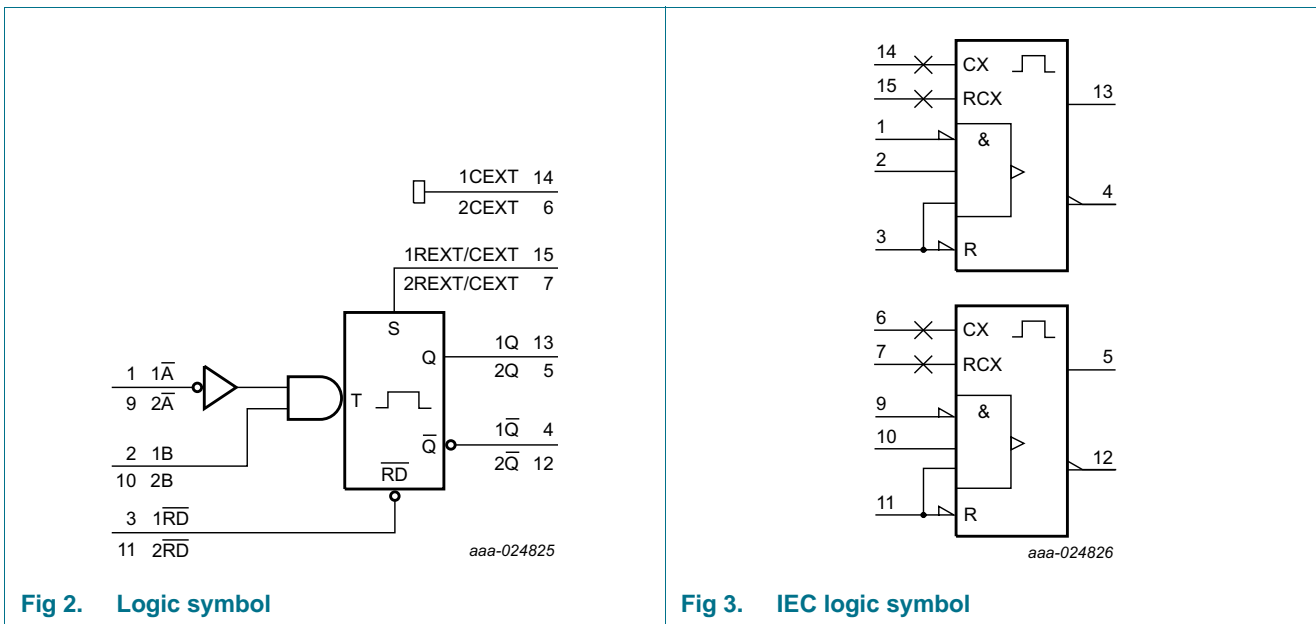 1CEXT 14
2CEXT 6
1REXT/CEXT 15
2REXT/CEXT 7
S
Q
1Q 13
2Q 5
1 1A̅
9 2A̅
T
Q̅
1Q̅ 4
2Q̅ 12
2 1B
10 2B
R̅D̅
3 1R̅D̅
11 2R̅D̅
aaa-024825
Fig 2. Logic symbol
14 CX
15 RCX
13
1
&
2
4
3 R
6 CX
7 RCX
5
9
&
10
12
11 R
aaa-024826
Fig 3. IEC logic symbol